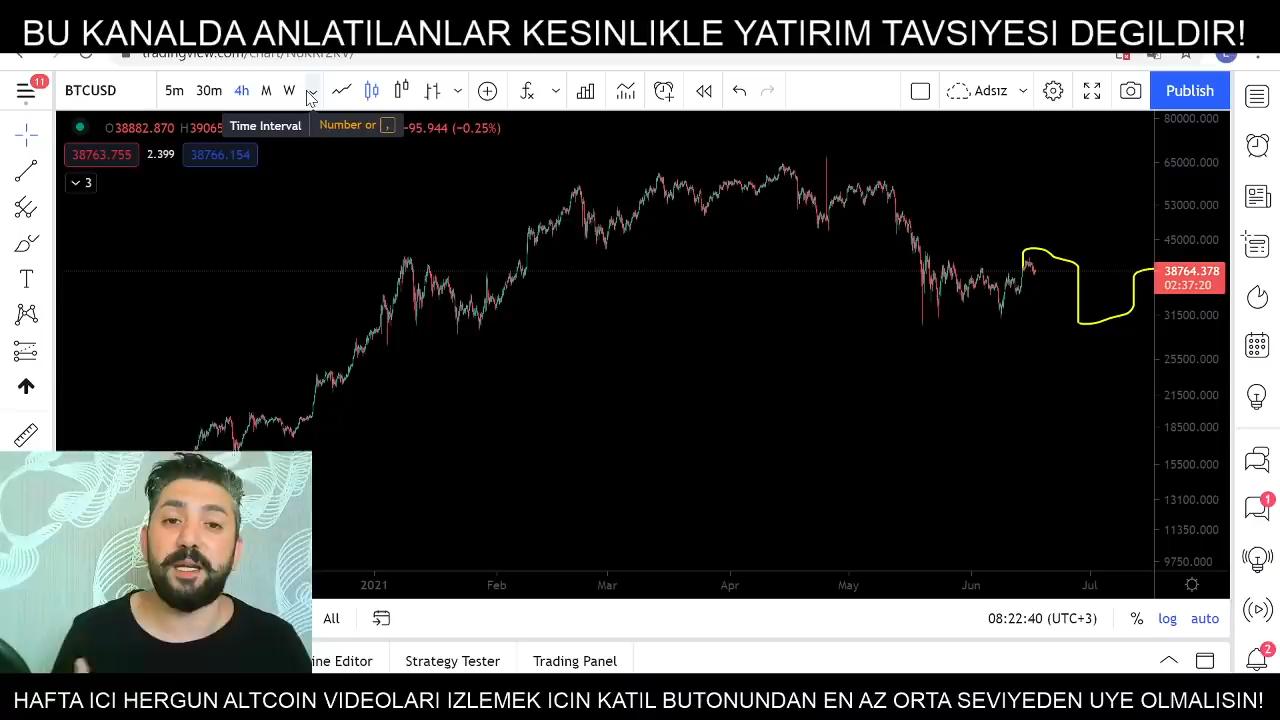 BU KANALDA ANLATILANLAR KESINLIKLE YATIRIM TAVSIYESI DEGILDIR!
11
BTCUSD 5m 30m 4h M W Adsız Publish
O38882.870 H39065 −95.944 (−0.25%)
Time Interval Number or ,
38763.755 2.399 38766.154
3
80000.000
65000.000
53000.000
45000.000
38764.378
02:37:20
31500.000
25500.000
21500.000
18500.000
15500.000
13100.000
11350.000
9750.000
1
2021 Feb Mar Apr May Jun Jul
All 08:22:40 (UTC+3) % log auto
2
ine Editor Strategy Tester Trading Panel
HAFTA ICI HERGUN ALTCOIN VIDEOLARI IZLEMEK ICIN KATIL BUTONUNDAN EN AZ ORTA SEVIYEDEN UYE OLMALISIN!